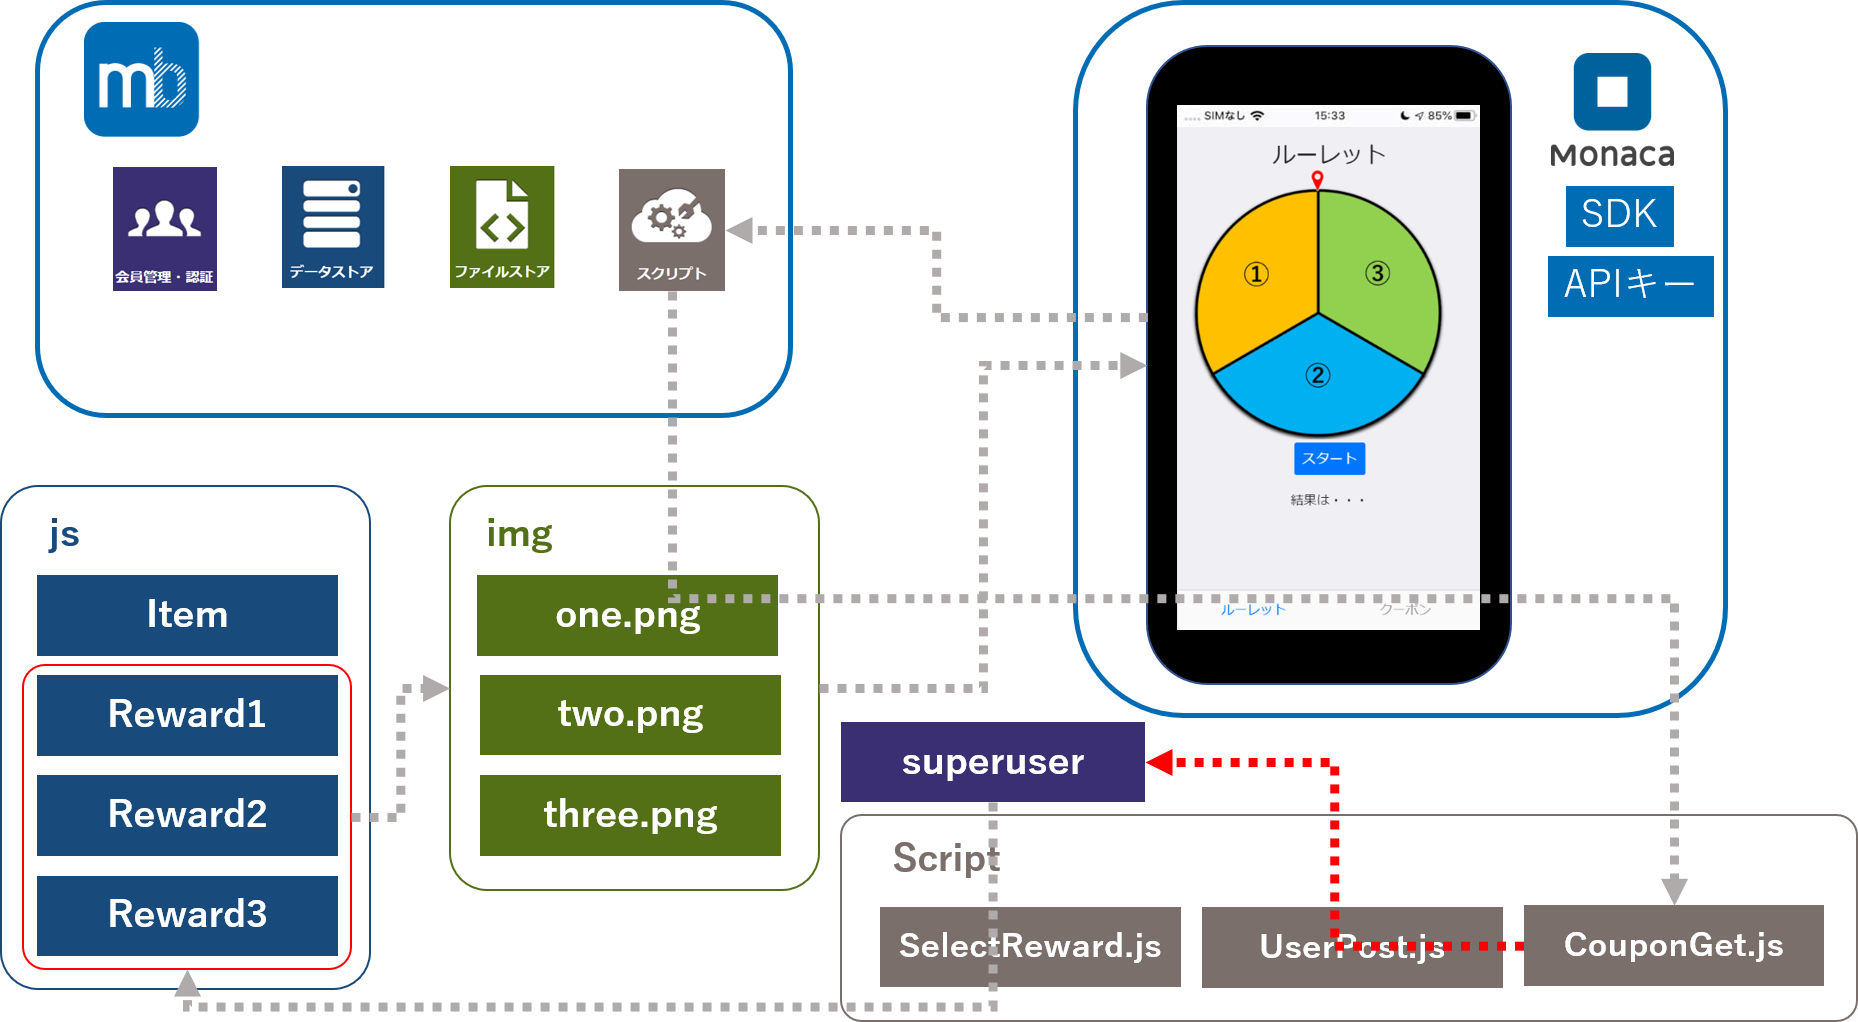 mb
会員管理・認証
データストア
ファイルストア
スクリプト
SIMなし
15:33
85%
ルーレット
①
③
②
スタート
結果は・・・
ルーレット
クーポン
Monaca
SDK
APIキー
js
Item
Reward1
Reward2
Reward3
img
one.png
two.png
three.png
superuser
Script
SelectReward.js
UserPost.js
CouponGet.js